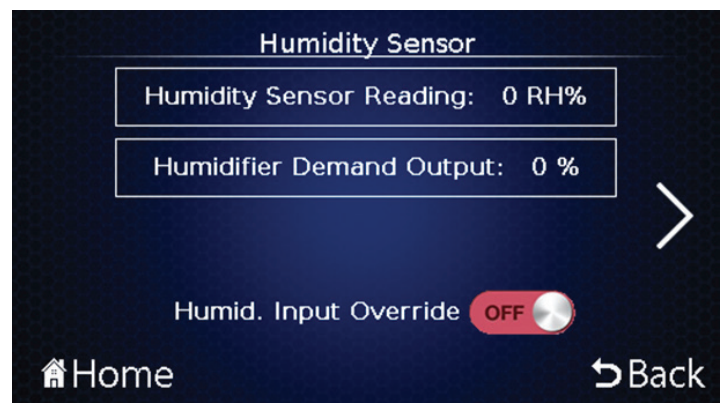 Humidity Sensor
Humidity Sensor Reading: 0 RH%
Humidifier Demand Output: 0 %
Humid. Input Override OFF
Home Back